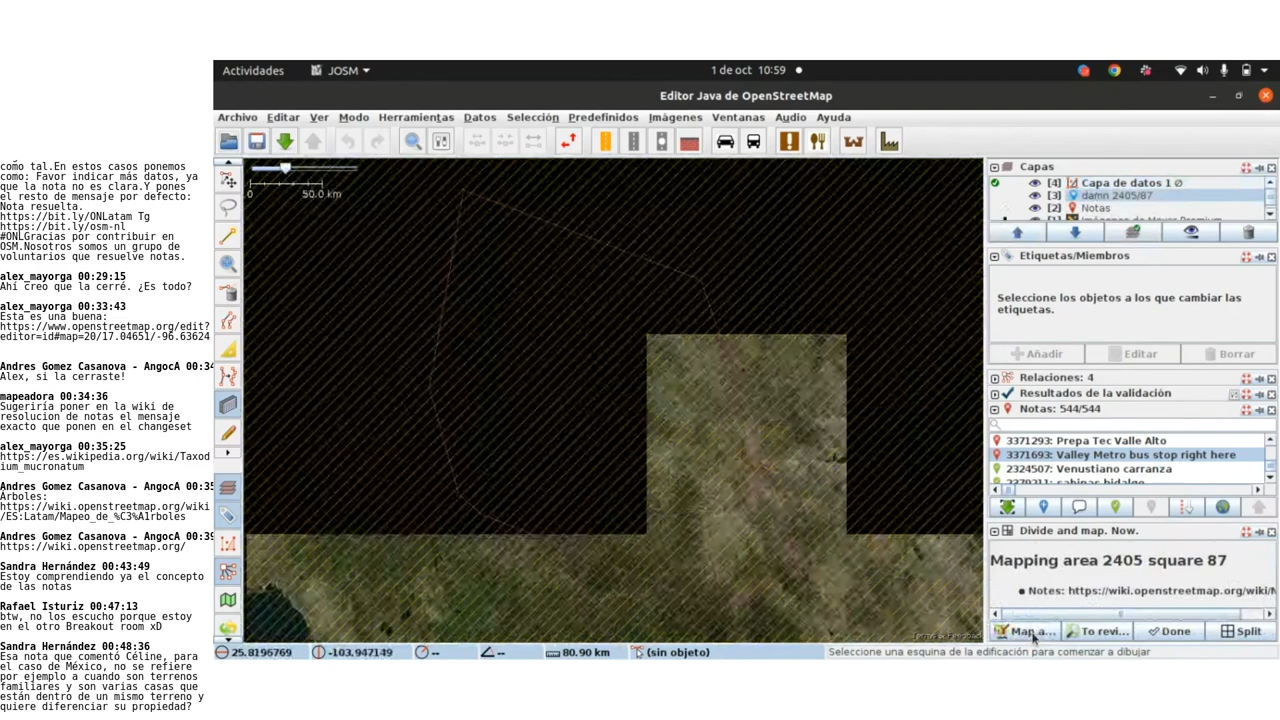 como tal.En estos casos ponemos
como: Favor indicar más datos, ya
que la nota no es clara.Y pones
el resto de mensaje por defecto:
Nota resuelta.
https://bit.ly/ONLatam Tg
https://bit.ly/osm-nl
#ONLGracias por contribuir en
OSM.Nosotros somos un grupo de
voluntarios que resuelve notas.
alex_mayorga 00:29:15
Ahí creo que la cerré. ¿Es todo?
alex_mayorga 00:33:43
Esta es una buena:
https://www.openstreetmap.org/edit?
editor=id#map=20/17.04651/-96.63624
Andres Gomez Casanova - AngocA 00:34
Alex, si la cerraste!
mapeadora 00:34:36
Sugeriría poner en la wiki de
resolucion de notas el mensaje
exacto que ponen en el changeset
alex_mayorga 00:35:25
https://es.wikipedia.org/wiki/Taxod
ium_mucronatum
Andres Gomez Casanova - AngocA 00:35
Arboles:
https://wiki.openstreetmap.org/wiki
/ES:Latam/Mapeo_de_%C3%A1rboles
Andres Gomez Casanova - AngocA 00:39
https://wiki.openstreetmap.org/
Sandra Hernández 00:43:49
Estoy comprendiendo ya el concepto
de las notas
Rafael Isturiz 00:47:13
btw, no los escucho porque estoy
en el otro Breakout room xD
Sandra Hernández 00:48:36
Esa nota que comentó Céline, para
el caso de México, no se refiere
por ejemplo a cuando son terrenos
familiares y son varias casas que
están dentro de un mismo terreno y
quiere diferenciar su propiedad?
Actividades JOSM 1 de oct 10:59
Editor Java de OpenStreetMap
Archivo Editar Ver Modo Herramientas Datos Selección Predefinidos Imágenes Ventanas Audio Ayuda
0 50.0 km
Capas
[4] Capa de datos 1
[3] damn 2405/87
[2] Notas
Etiquetas/Miembros
Seleccione los objetos a los que cambiar las
etiquetas.
Añadir Editar Borrar
Relaciones: 4
Resultados de la validación
Notas: 544/544
3371293: Prepa Tec Valle Alto
3371693: Valley Metro bus stop right here
2324507: Venustiano carranza
Divide and map. Now.
Mapping area 2405 square 87
Notes: https://wiki.openstreetmap.org/wiki/
Map a... To revi... Done Split
25.8196769 -103.947149 -- -- 80.90 km (sin objeto) Seleccione una esquina de la edificación para comenzar a dibujar